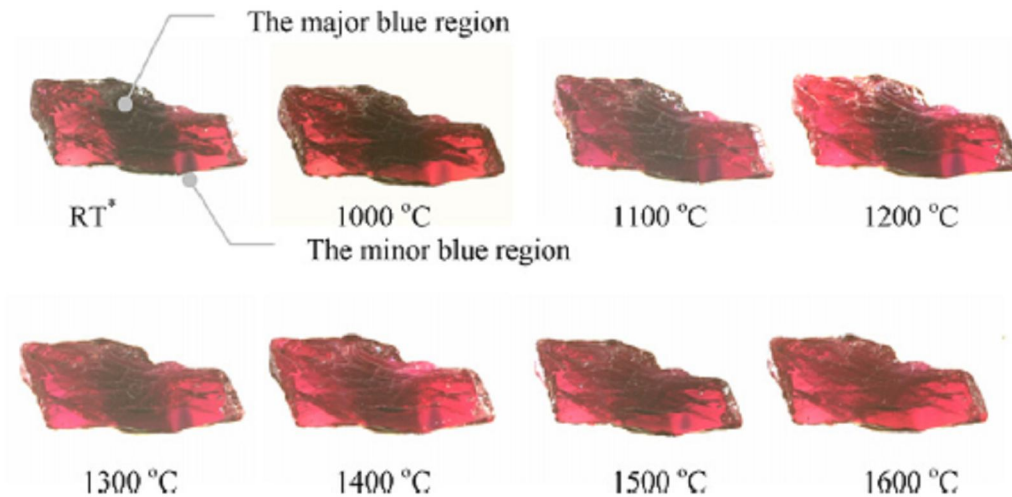 The major blue region
RT*
1000 °C
1100 °C
1200 °C
The minor blue region
1300 °C
1400 °C
1500 °C
1600 °C